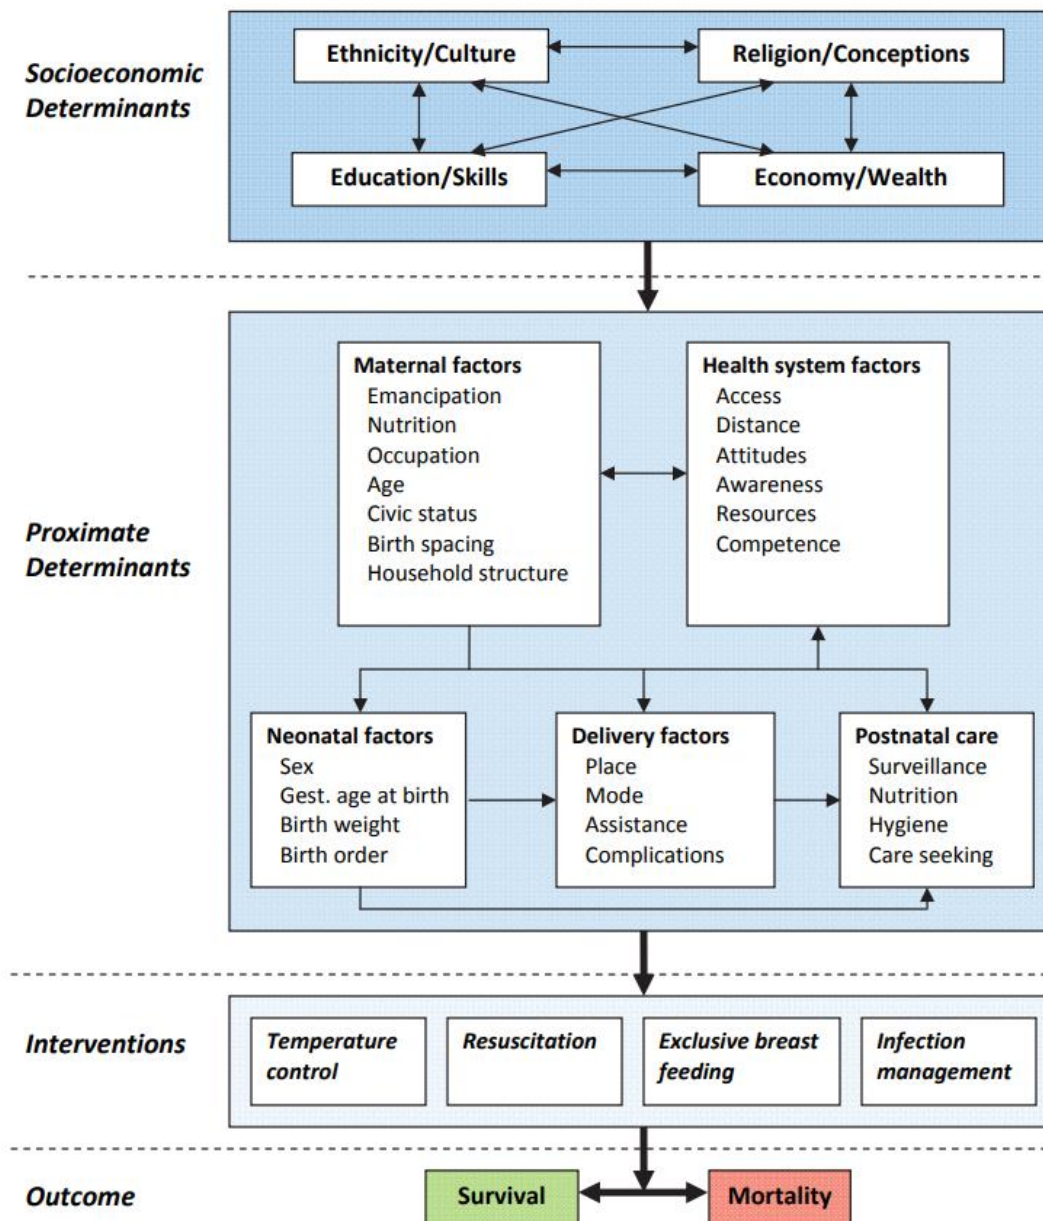 Socioeconomic
Determinants
Ethnicity/Culture
Religion/Conceptions
Education/Skills
Economy/Wealth
Proximate
Determinants
Maternal factors
Emancipation
Nutrition
Occupation
Age
Civic status
Birth spacing
Household structure
Health system factors
Access
Distance
Attitudes
Awareness
Resources
Competence
Neonatal factors
Sex
Gest. age at birth
Birth weight
Birth order
Delivery factors
Place
Mode
Assistance
Complications
Postnatal care
Surveillance
Nutrition
Hygiene
Care seeking
Interventions
Temperature
control
Resuscitation
Exclusive breast
feeding
Infection
management
Outcome
Survival
Mortality